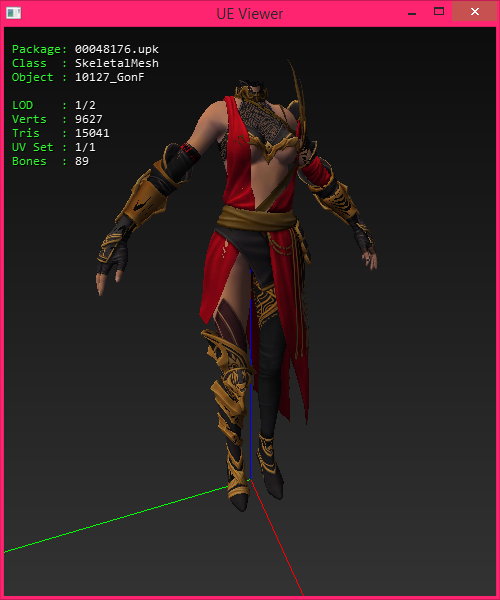 UE Viewer
Package: 00048176.upk
Class  : SkeletalMesh
Object : 10127_GonF
LOD    : 1/2
Verts  : 9627
Tris   : 15041
UV Set : 1/1
Bones  : 89